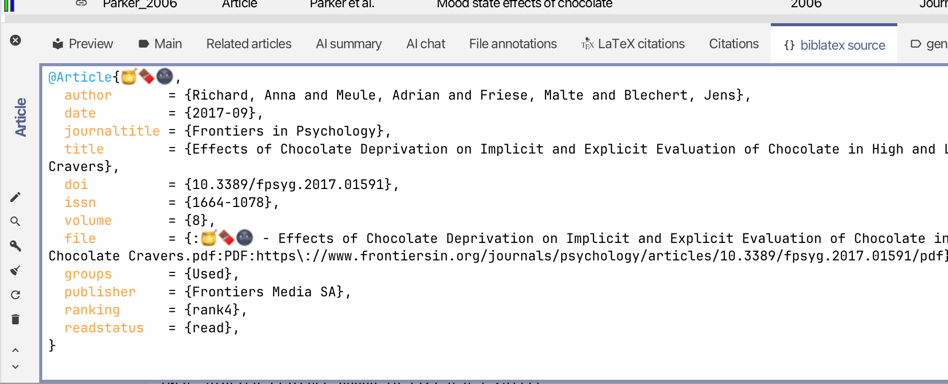 Parker_2006 Article Parker et al. Mood state effects of chocolate 2006 Journ
Preview Main Related articles AI summary AI chat File annotations LaTeX citations Citations {} biblatex source gen
Article
@Article{🍯🍫🌚,
author = {Richard, Anna and Meule, Adrian and Friese, Malte and Blechert, Jens},
date = {2017-09},
journaltitle = {Frontiers in Psychology},
title = {Effects of Chocolate Deprivation on Implicit and Explicit Evaluation of Chocolate in High and L
Cravers},
doi = {10.3389/fpsyg.2017.01591},
issn = {1664-1078},
volume = {8},
file = {:🍯🍫🌚 - Effects of Chocolate Deprivation on Implicit and Explicit Evaluation of Chocolate in
Chocolate Cravers.pdf:PDF:https\://www.frontiersin.org/journals/psychology/articles/10.3389/fpsyg.2017.01591/pdf}
groups = {Used},
publisher = {Frontiers Media SA},
ranking = {rank4},
readstatus = {read},
}